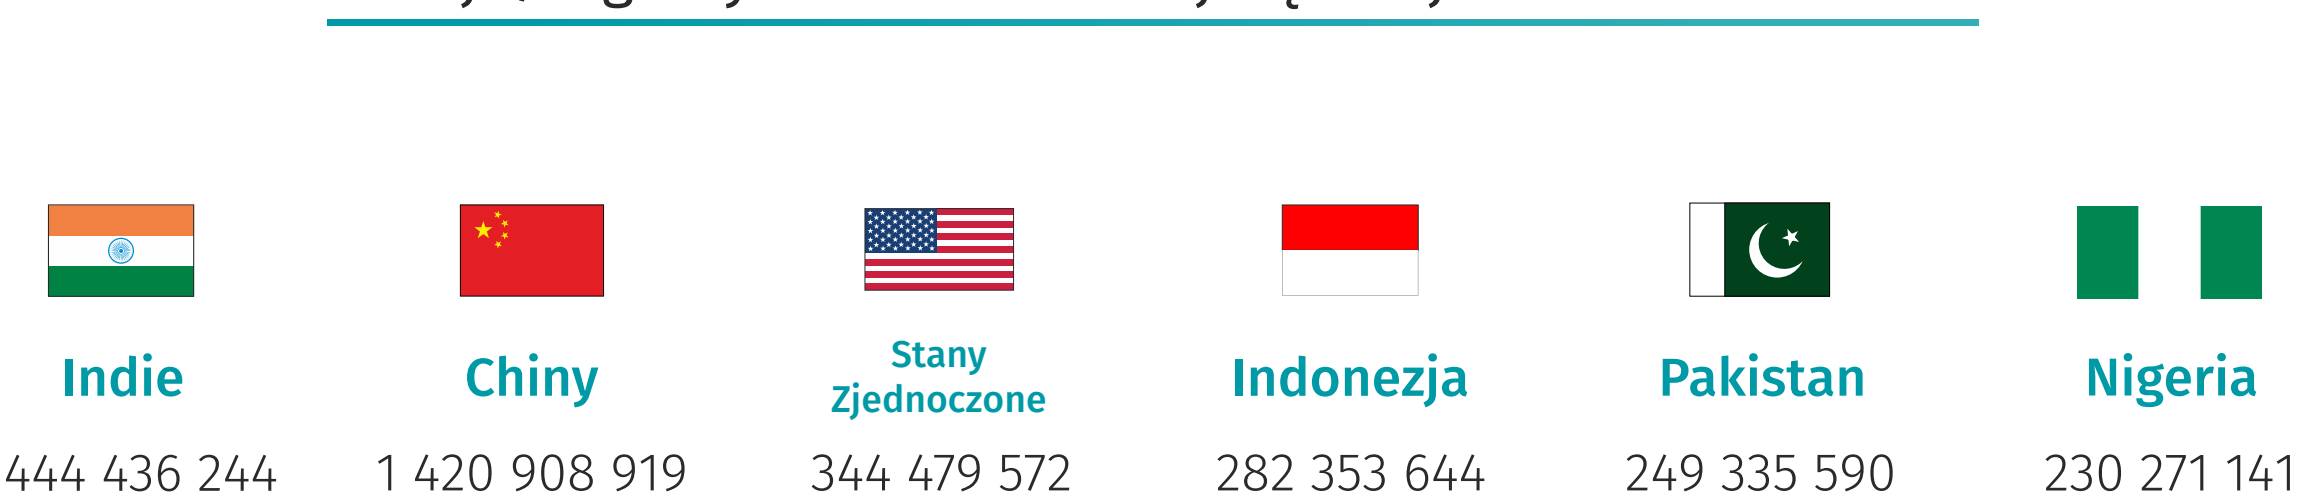 Indie
Chiny
Stany
Zjednoczone
Indonezja
Pakistan
Nigeria
444 436 244
1 420 908 919
344 479 572
282 353 644
249 335 590
230 271 141